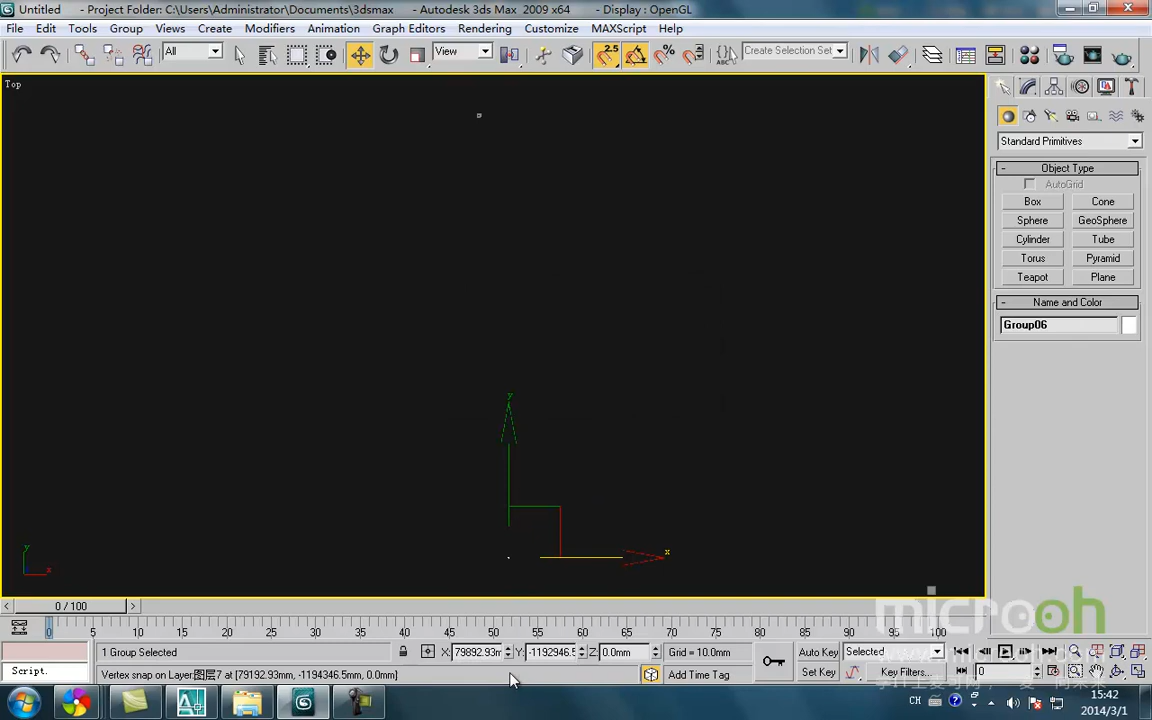 Untitled - Project Folder: C:\Users\Administrator\Documents\3dsmax - Autodesk 3ds Max 2009 x64 - Display : OpenGL
File Edit Tools Group Views Create Modifiers Animation Graph Editors Rendering Customize MAXScript Help
All View 2.5 Create Selection Set
Top
Standard Primitives
- Object Type
AutoGrid
Box Cone
Sphere GeoSphere
Cylinder Tube
Torus Pyramid
Teapot Plane
- Name and Color
Group06
y
x
y
x
< 0 / 100 >
microoh
0 5 10 15 20 25 30 35 40 45 50 55 60 65 70 75 80 85 90 95 100
1 Group Selected X: 79892.93m Y: -1192946.5 Z: 0.0mm Grid = 10.0mm Auto Key Selected
Script. Vertex snap on Layer:图层7 at [79192.93mm, -1194346.5mm, 0.0mm] Add Time Tag Set Key Key Filters... 0
CH 15:42
2014/3/1